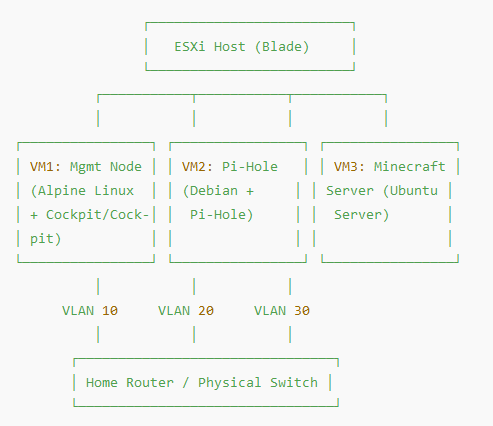 ESXi Host (Blade)
VM1: Mgmt Node VM2: Pi-Hole VM3: Minecraft
(Alpine Linux (Debian + Server (Ubuntu
+ Cockpit/Cock- Pi-Hole) Server)
pit)
VLAN 10 VLAN 20 VLAN 30
Home Router / Physical Switch